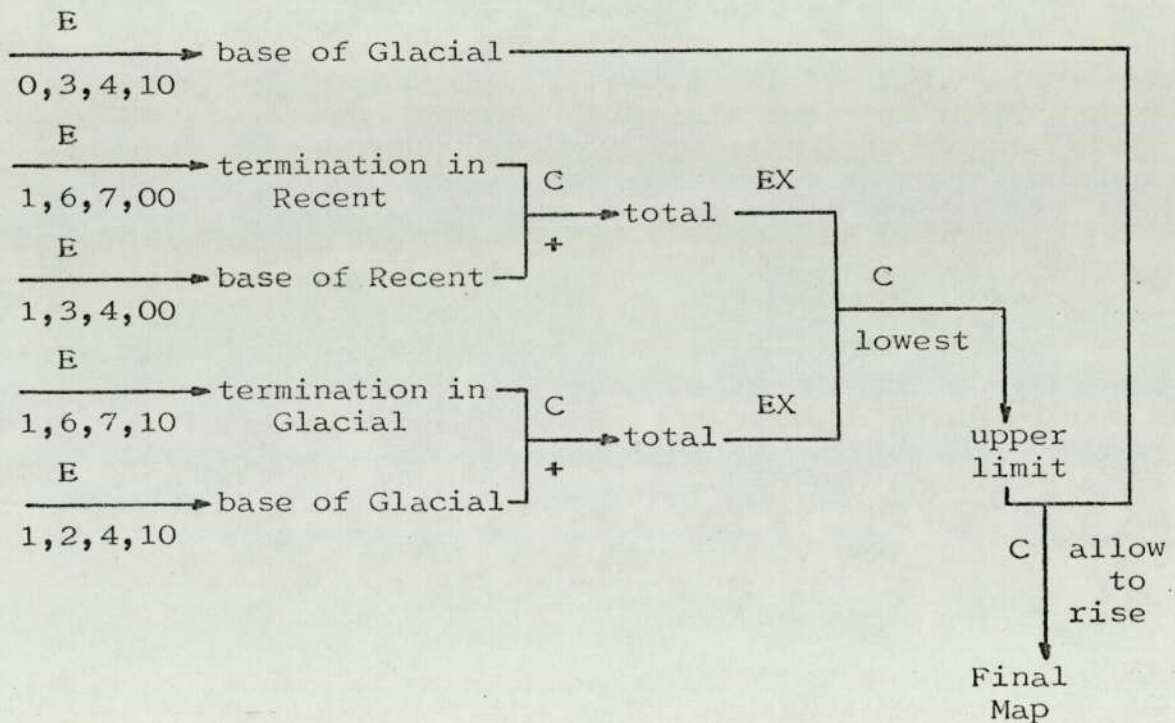 E
base of Glacial
0,3,4,10
E
termination in
Recent
1,6,7,00
E
base of Recent
1,3,4,00
C
+
total
EX
E
termination in
Glacial
1,6,7,10
E
base of Glacial
1,2,4,10
C
+
total
EX
C
lowest
upper
limit
C
allow
to
rise
Final
Map